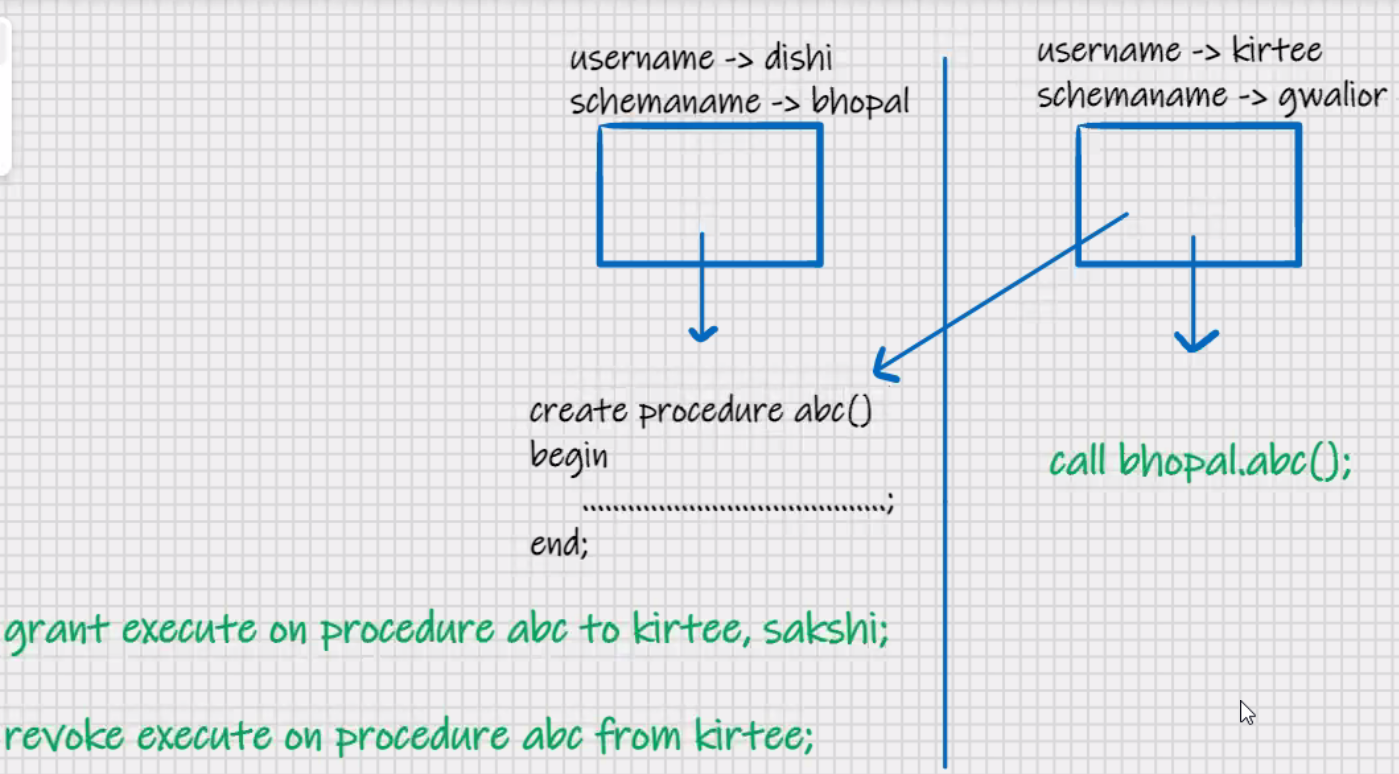 username -> dishi
schemaname -> bhopal
username -> kirtee
schemaname -> gwalior
create procedure abc()
begin
.......................................;
end;
call bhopal.abc();
grant execute on procedure abc to kirtee, sakshi;
revoke execute on procedure abc from kirtee;